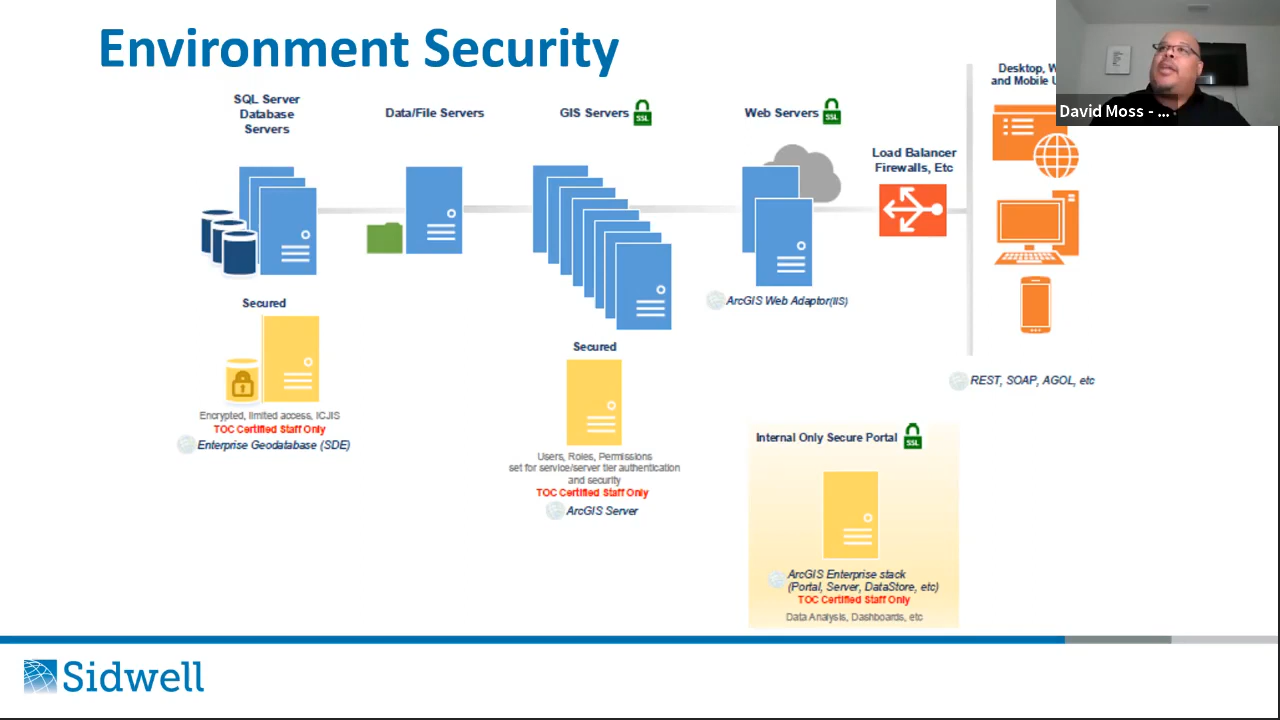 Environment Security
SQL Server
Database
Servers
Data/File Servers
GIS Servers
SSL
Web Servers
SSL
Load Balancer
Firewalls, Etc
Desktop, W
and Mobile U
David Moss - ...
ArcGIS Web Adaptor(IIS)
Secured
Encrypted, limited access, ICJIS
TOC Certified Staff Only
Enterprise Geodatabase (SDE)
Secured
Users, Roles, Permissions
set for service/server tier authentication
and security
TOC Certified Staff Only
ArcGIS Server
REST, SOAP, AGOL, etc
Internal Only Secure Portal
SSL
ArcGIS Enterprise stack
(Portal, Server, DataStore, etc)
TOC Certified Staff Only
Data Analysis, Dashboards, etc
Sidwell